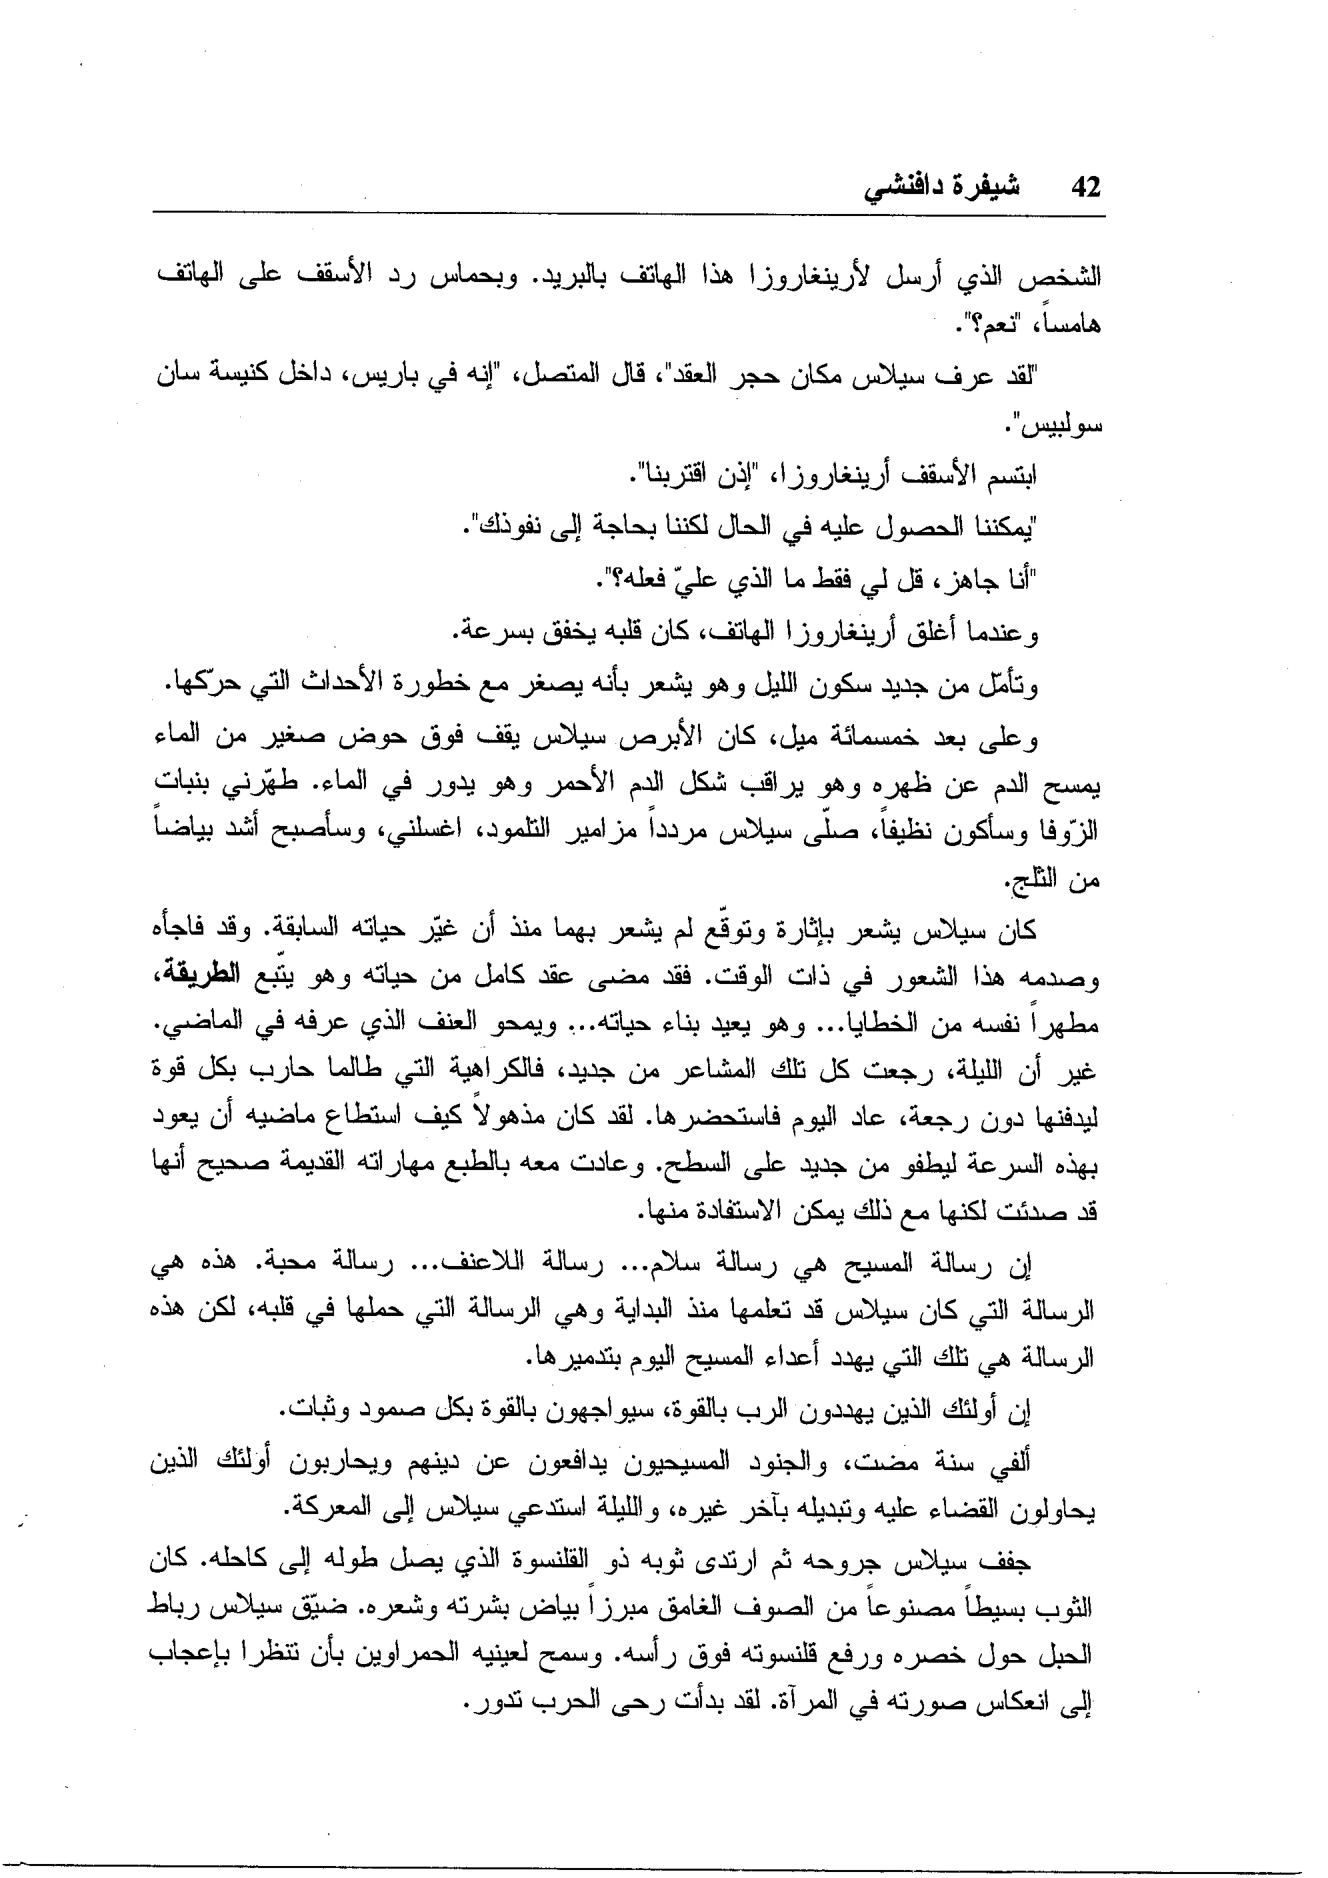 42 شيفرة دافنشي
الشخص الذي أرسل لأرينغاروزا هذا الهاتف بالبريد. وبحماس رد الأسقف على الهاتف
هامساً، "نعم؟".
"لقد عرف سيلاس مكان حجر العقد"، قال المتصل، "إنه في باريس، داخل كنيسة سان
سولبيس".
ابتسم الأسقف أرينغاروزا، "إذن اقتربنا".
"يمكننا الحصول عليه في الحال لكننا بحاجة إلى نفوذك".
"أنا جاهز، قل لي فقط ما الذي عليّ فعله؟".
وعندما أغلق أرينغاروزا الهاتف، كان قلبه يخفق بسرعة.
وتأمّل من جديد سكون الليل وهو يشعر بأنه يصغر مع خطورة الأحداث التي حرّكها.
وعلى بعد خمسمائة ميل، كان الأبرص سيلاس يقف فوق حوض صغير من الماء
يمسح الدم عن ظهره وهو يراقب شكل الدم الأحمر وهو يدور في الماء. طهّرني بنبات
الزّوفا وسأكون نظيفاً، صلّى سيلاس مردداً مزامير التلمود، اغسلني، وسأصبح أشد بياضاً
من الثلج.
كان سيلاس يشعر بإثارة وتوقّع لم يشعر بهما منذ أن غيّر حياته السابقة. وقد فاجأه
وصدمه هذا الشعور في ذات الوقت. فقد مضى عقد كامل من حياته وهو يتّبع الطريقة،
مطهراً نفسه من الخطايا... وهو يعيد بناء حياته... ويمحو العنف الذي عرفه في الماضي.
غير أن الليلة، رجعت كل تلك المشاعر من جديد، فالكراهية التي طالما حارب بكل قوة
ليدفنها دون رجعة، عاد اليوم فاستحضرها. لقد كان مذهولاً كيف استطاع ماضيه أن يعود
بهذه السرعة ليطفو من جديد على السطح. وعادت معه بالطبع مهاراته القديمة صحيح أنها
قد صدئت لكنها مع ذلك يمكن الاستفادة منها.
إن رسالة المسيح هي رسالة سلام... رسالة اللاعنف... رسالة محبة. هذه هي
الرسالة التي كان سيلاس قد تعلمها منذ البداية وهي الرسالة التي حملها في قلبه، لكن هذه
الرسالة هي تلك التي يهدد أعداء المسيح اليوم بتدميرها.
إن أولئك الذين يهددون الرب بالقوة، سيواجهون بالقوة بكل صمود وثبات.
ألفي سنة مضت، والجنود المسيحيون يدافعون عن دينهم ويحاربون أولئك الذين
يحاولون القضاء عليه وتبديله بآخر غيره، والليلة استدعي سيلاس إلى المعركة.
جفف سيلاس جروحه ثم ارتدى ثوبه ذو القلنسوة الذي يصل طوله إلى كاحله. كان
الثوب بسيطاً مصنوعاً من الصوف الغامق مبرزاً بياض بشرته وشعره. ضيّق سيلاس رباط
الحبل حول خصره ورفع قلنسوته فوق رأسه. وسمح لعينيه الحمراوين بأن تنظرا بإعجاب
إلى انعكاس صورته في المرآة. لقد بدأت رحى الحرب تدور.